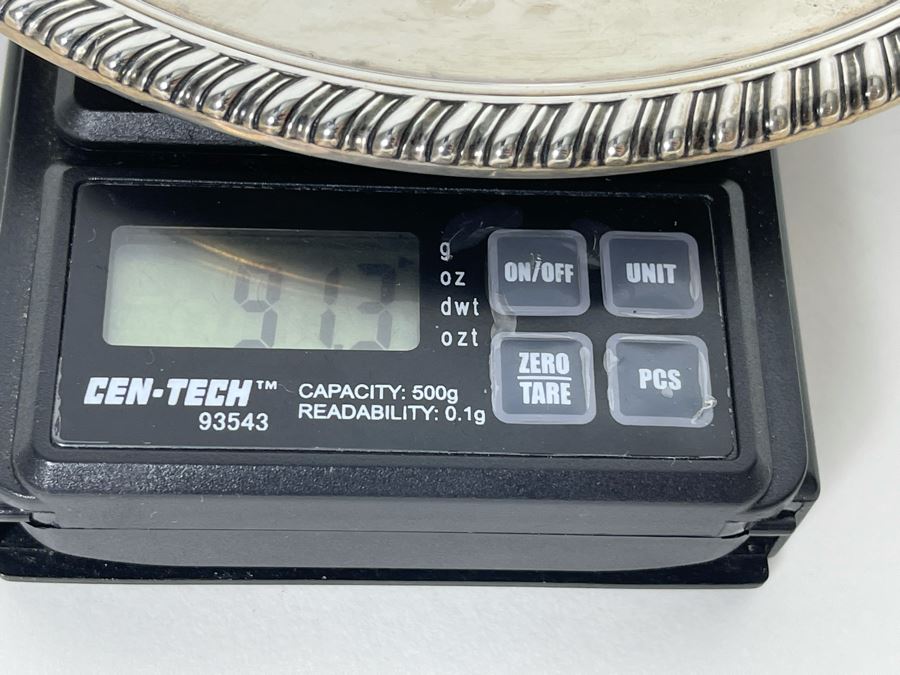 91.3
g
oz
dwt
ozt
ON/OFF
UNIT
ZERO
TARE
PCS
CEN-TECH™
93543
CAPACITY: 500g
READABILITY: 0.1g